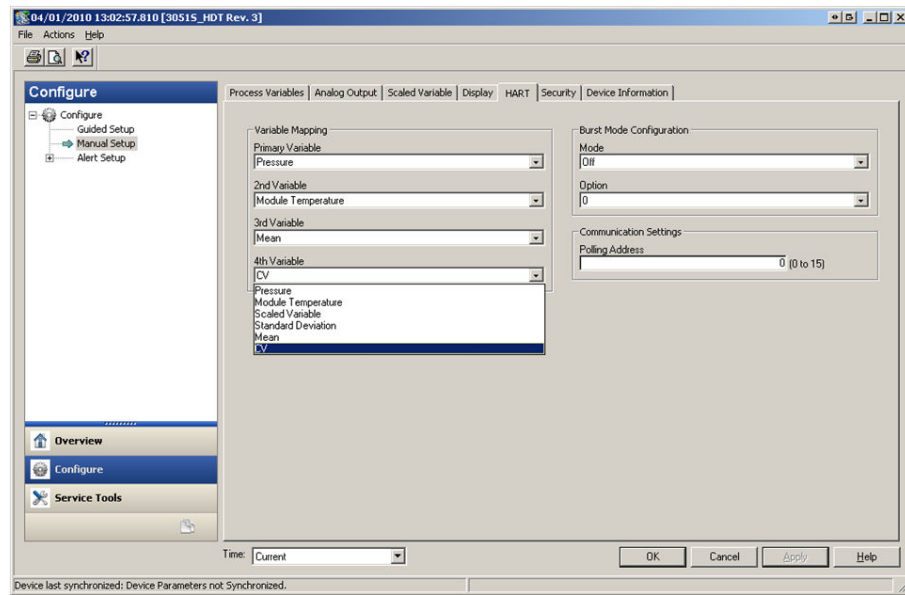 04/01/2010 13:02:57.810 [3051S_HDT Rev. 3]
File Actions Help
Configure
Configure
Guided Setup
Manual Setup
Alert Setup
Overview
Configure
Service Tools
Process Variables Analog Output Scaled Variable Display HART Security Device Information
Variable Mapping
Primary Variable
Pressure
2nd Variable
Module Temperature
3rd Variable
Mean
4th Variable
CV
Pressure
Module Temperature
Scaled Variable
Standard Deviation
Mean
CV
Burst Mode Configuration
Mode
Off
Option
0
Communication Settings
Polling Address
0 (0 to 15)
Time: Current
OK Cancel Apply Help
Device last synchronized: Device Parameters not Synchronized.